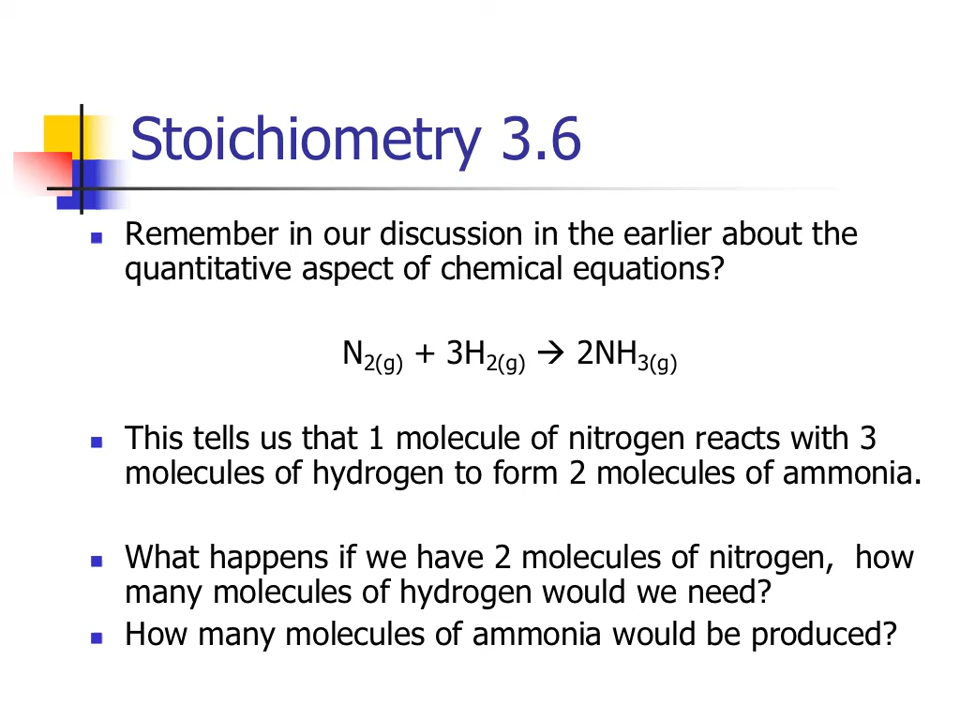 Stoichiometry 3.6
Remember in our discussion in the earlier about the
quantitative aspect of chemical equations?
N2(g) + 3H2(g) → 2NH3(g)
This tells us that 1 molecule of nitrogen reacts with 3
molecules of hydrogen to form 2 molecules of ammonia.
What happens if we have 2 molecules of nitrogen,  how
many molecules of hydrogen would we need?
How many molecules of ammonia would be produced?